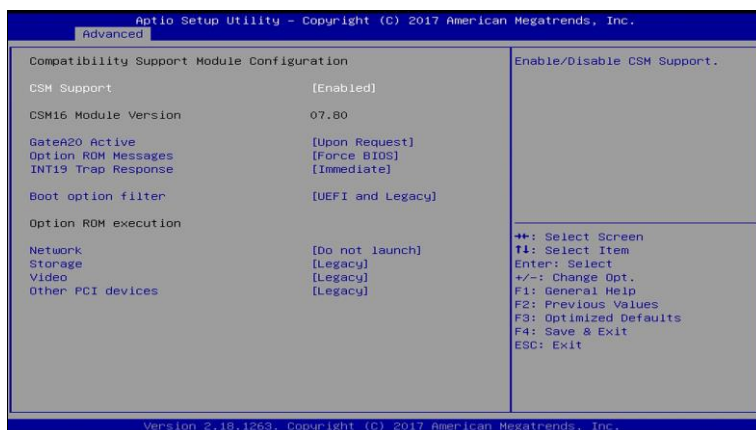 Aptio Setup Utility – Copyright (C) 2017 American Megatrends, Inc.
Advanced
Compatibility Support Module Configuration
CSM Support [Enabled]
CSM16 Module Version 07.80
GateA20 Active [Upon Request]
Option ROM Messages [Force BIOS]
INT19 Trap Response [Immediate]
Boot option filter [UEFI and Legacy]
Option ROM execution
Network [Do not launch]
Storage [Legacy]
Video [Legacy]
Other PCI devices [Legacy]
Enable/Disable CSM Support.
→←: Select Screen
↑↓: Select Item
Enter: Select
+/-: Change Opt.
F1: General Help
F2: Previous Values
F3: Optimized Defaults
F4: Save & Exit
ESC: Exit
Version 2.18.1263. Copyright (C) 2017 American Megatrends, Inc.